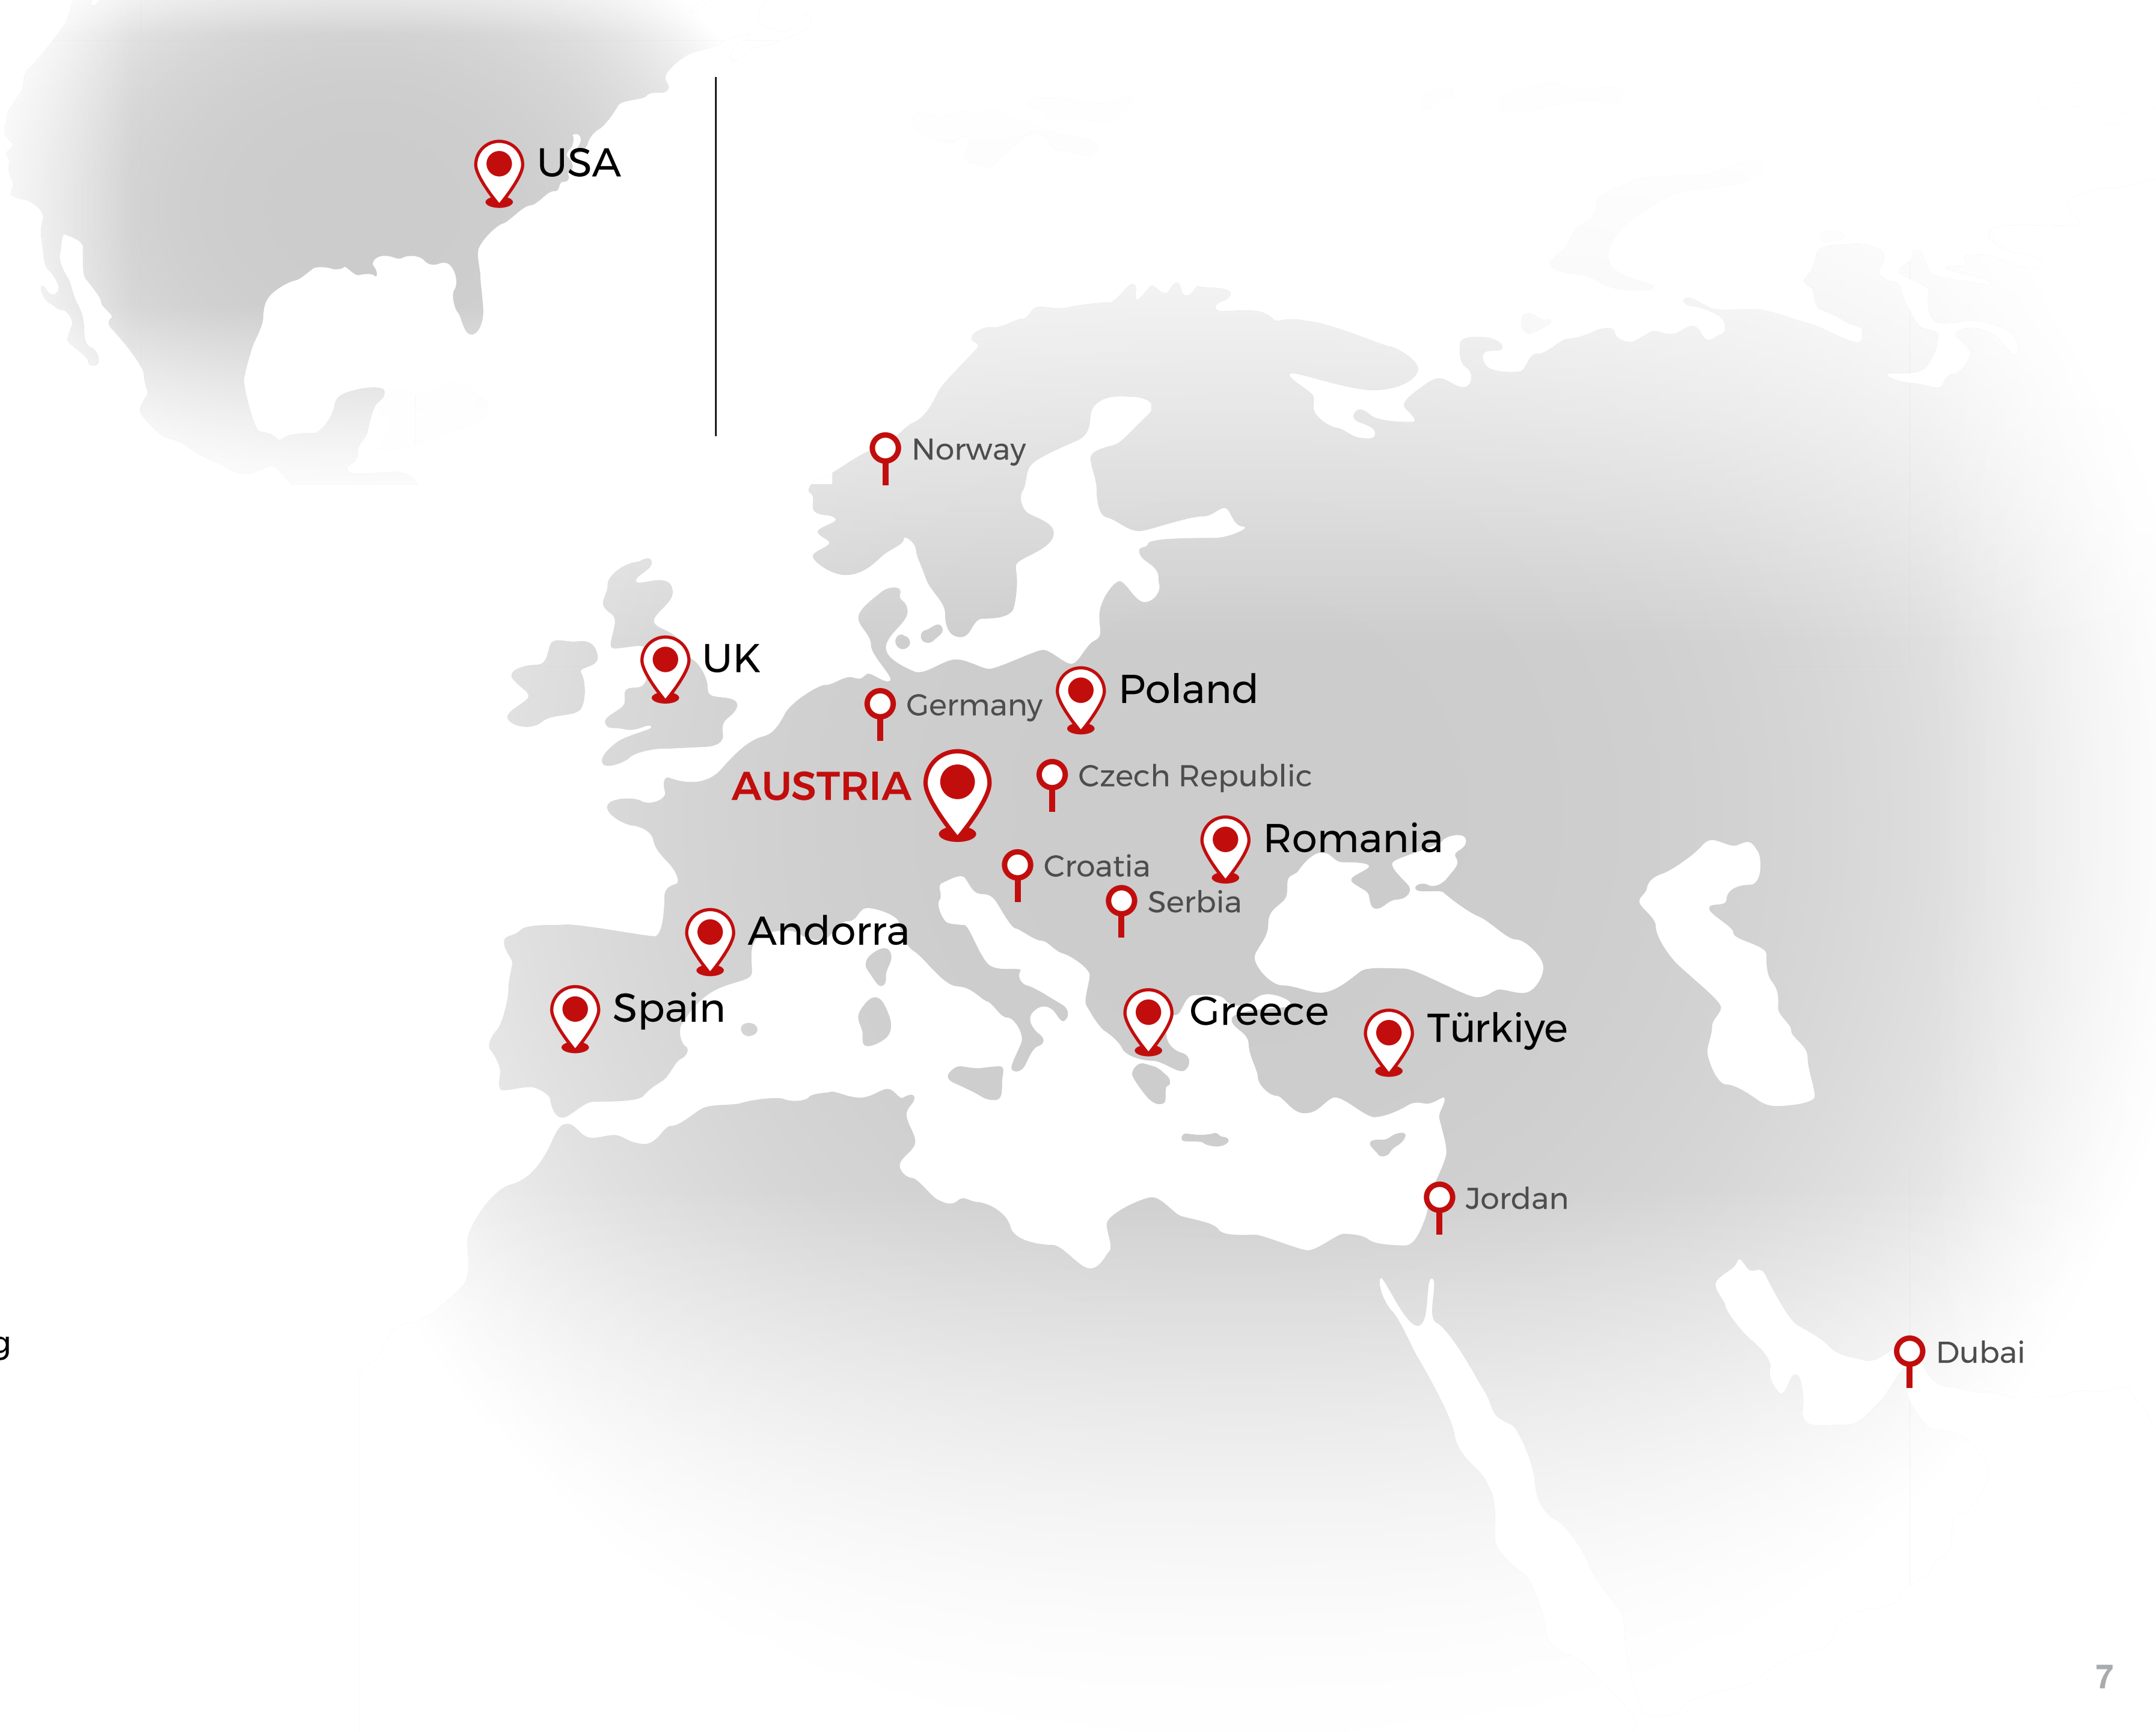 USA
Norway
UK
Poland
Germany
Czech Republic
AUSTRIA
Romania
Croatia
Serbia
Andorra
Spain
Greece
Türkiye
Jordan
g
Dubai
7